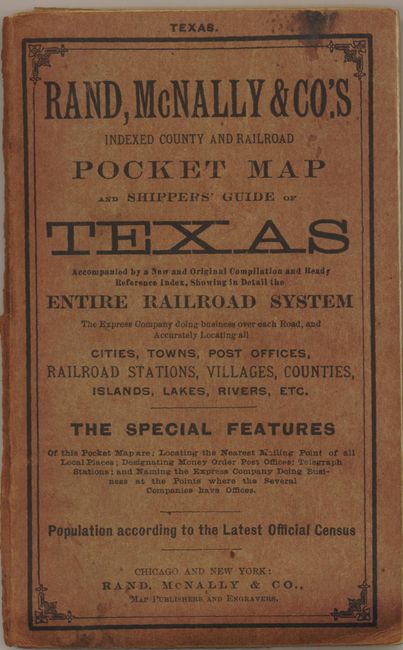 TEXAS.
RAND, McNALLY & CO.'S
INDEXED COUNTY AND RAILROAD
POCKET MAP
AND SHIPPERS' GUIDE OF
TEXAS
Accompanied by a New and Original Compilation and Ready
Reference Index, Showing in Detail the
ENTIRE RAILROAD SYSTEM
The Express Company doing business over each Road, and
Accurately Locating all
CITIES, TOWNS, POST OFFICES,
RAILROAD STATIONS, VILLAGES, COUNTIES,
ISLANDS, LAKES, RIVERS, ETC.
THE SPECIAL FEATURES
Of this Pocket Map are: Locating the Nearest Mailing Point of all
Local Places; Designating Money Order Post Offices; Telegraph
Stations; and Naming the Express Company Doing Busi-
ness at the Points where the Several
Companies have Offices.
Population according to the Latest Official Census
CHICAGO AND NEW YORK:
RAND, McNALLY & CO.,
MAP PUBLISHERS AND ENGRAVERS.